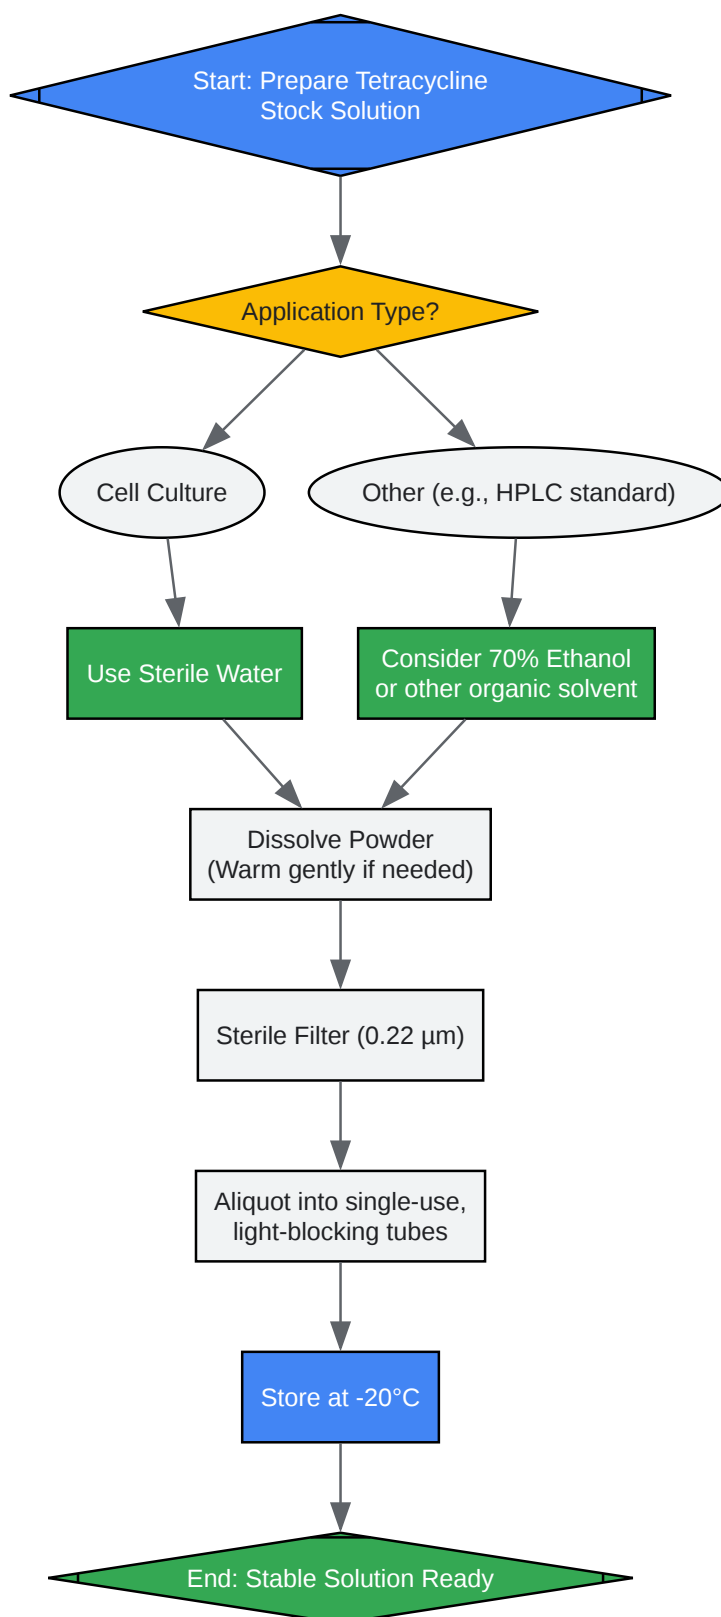 Start: Prepare Tetracycline
Stock Solution
Application Type?
Cell Culture
Other (e.g., HPLC standard)
Use Sterile Water
Consider 70% Ethanol
or other organic solvent
Dissolve Powder
(Warm gently if needed)
Sterile Filter (0.22 µm)
Aliquot into single-use,
light-blocking tubes
Store at -20°C
End: Stable Solution Ready